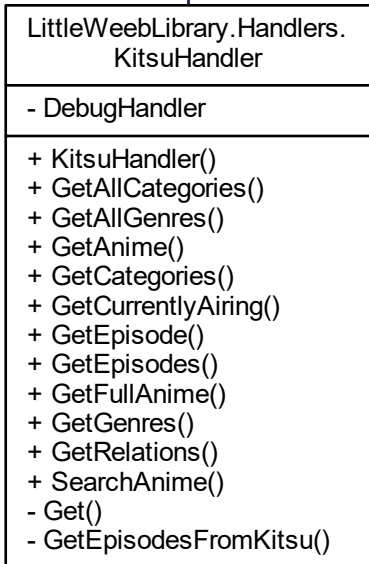 LittleWeebLibrary.Handlers.
KitsuHandler
- DebugHandler
+ KitsuHandler()
+ GetAllCategories()
+ GetAllGenres()
+ GetAnime()
+ GetCategories()
+ GetCurrentlyAiring()
+ GetEpisode()
+ GetEpisodes()
+ GetFullAnime()
+ GetGenres()
+ GetRelations()
+ SearchAnime()
- Get()
- GetEpisodesFromKitsu()